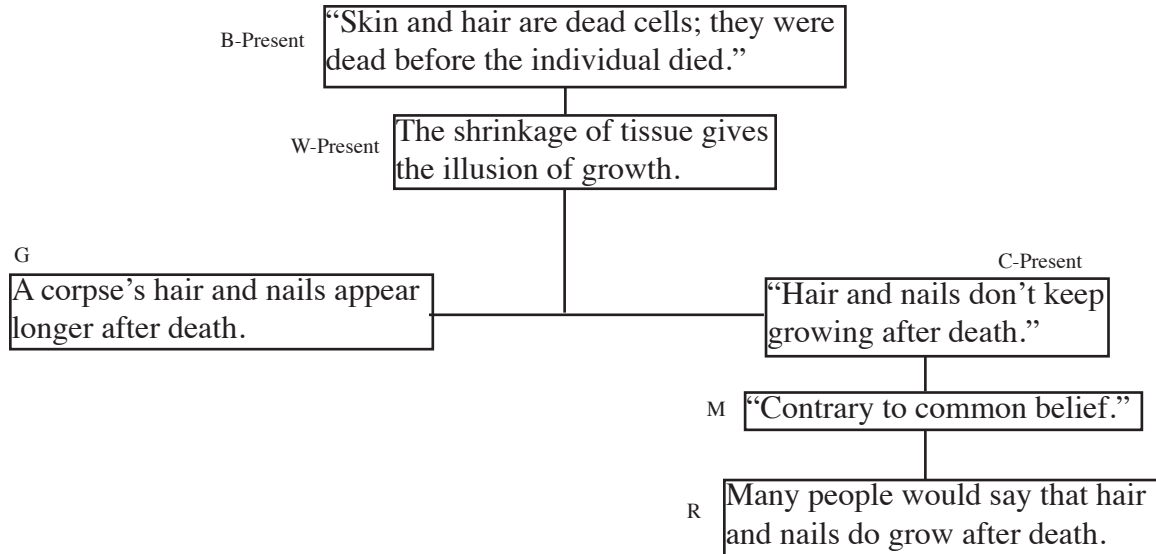 B-Present
“Skin and hair are dead cells; they were
dead before the individual died.”
W-Present
The shrinkage of tissue gives
the illusion of growth.
G
A corpse’s hair and nails appear
longer after death.
C-Present
“Hair and nails don’t keep
growing after death.”
M
“Contrary to common belief.”
R
Many people would say that hair
and nails do grow after death.